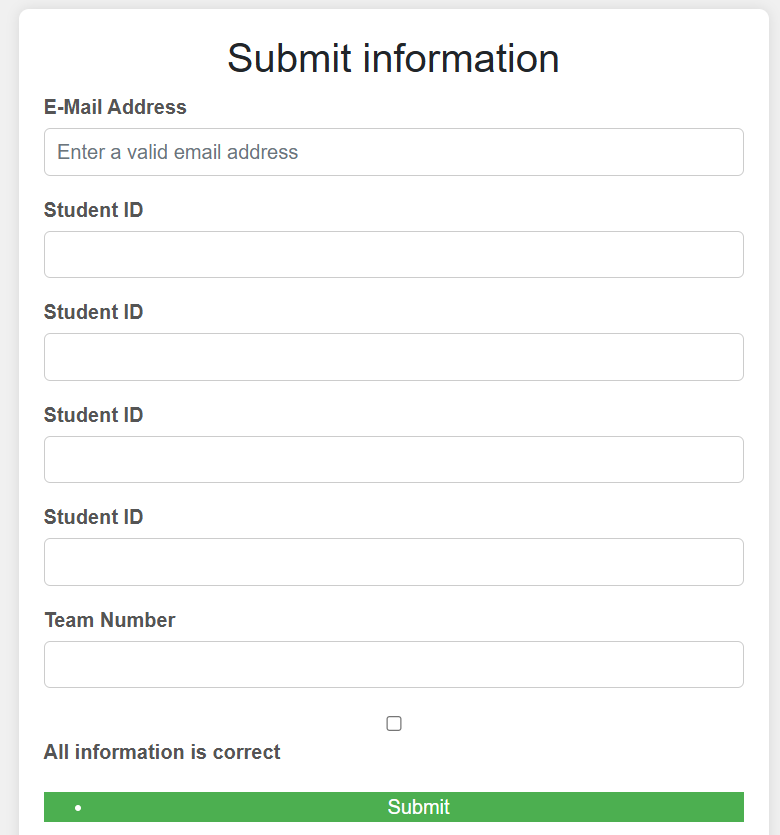 Submit information
E-Mail Address
Enter a valid email address
Student ID
Student ID
Student ID
Student ID
Team Number
All information is correct
• Submit